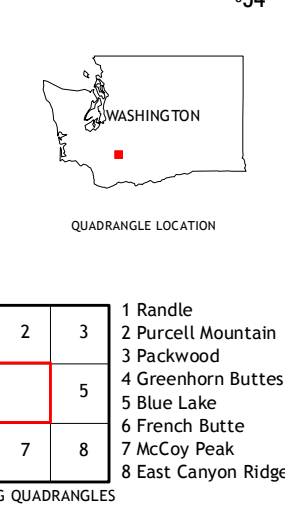 WASHINGTON
QUADRANGLE LOCATION
2 3
5
7 8
1 Randle
2 Purcell Mountain
3 Packwood
4 Greenhorn Buttes
5 Blue Lake
6 French Butte
7 McCoy Peak
8 East Canyon Ridge
G QUADRANGLES